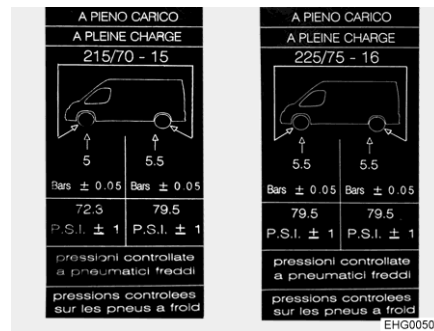 A PIENO CARICO
A PLEINE CHARGE
215/70 - 15
5 5.5
Bars ± 0.05 Bars ± 0.05
72.3 79.5
P.S.I. ± 1 P.S.I. ± 1
pressioni controllate
a pneumatici freddi
pressions controlees
sur les pneus a froid
A PIENO CARICO
A PLEINE CHARGE
225/75 - 16
5.5 5.5
Bars ± 0.05 Bars ± 0.05
79.5 79.5
P.S.I. ± 1 P.S.I. ± 1
pressioni controllate
a pneumatici freddi
pressions controlees
sur les pneus a froid
EHG0050